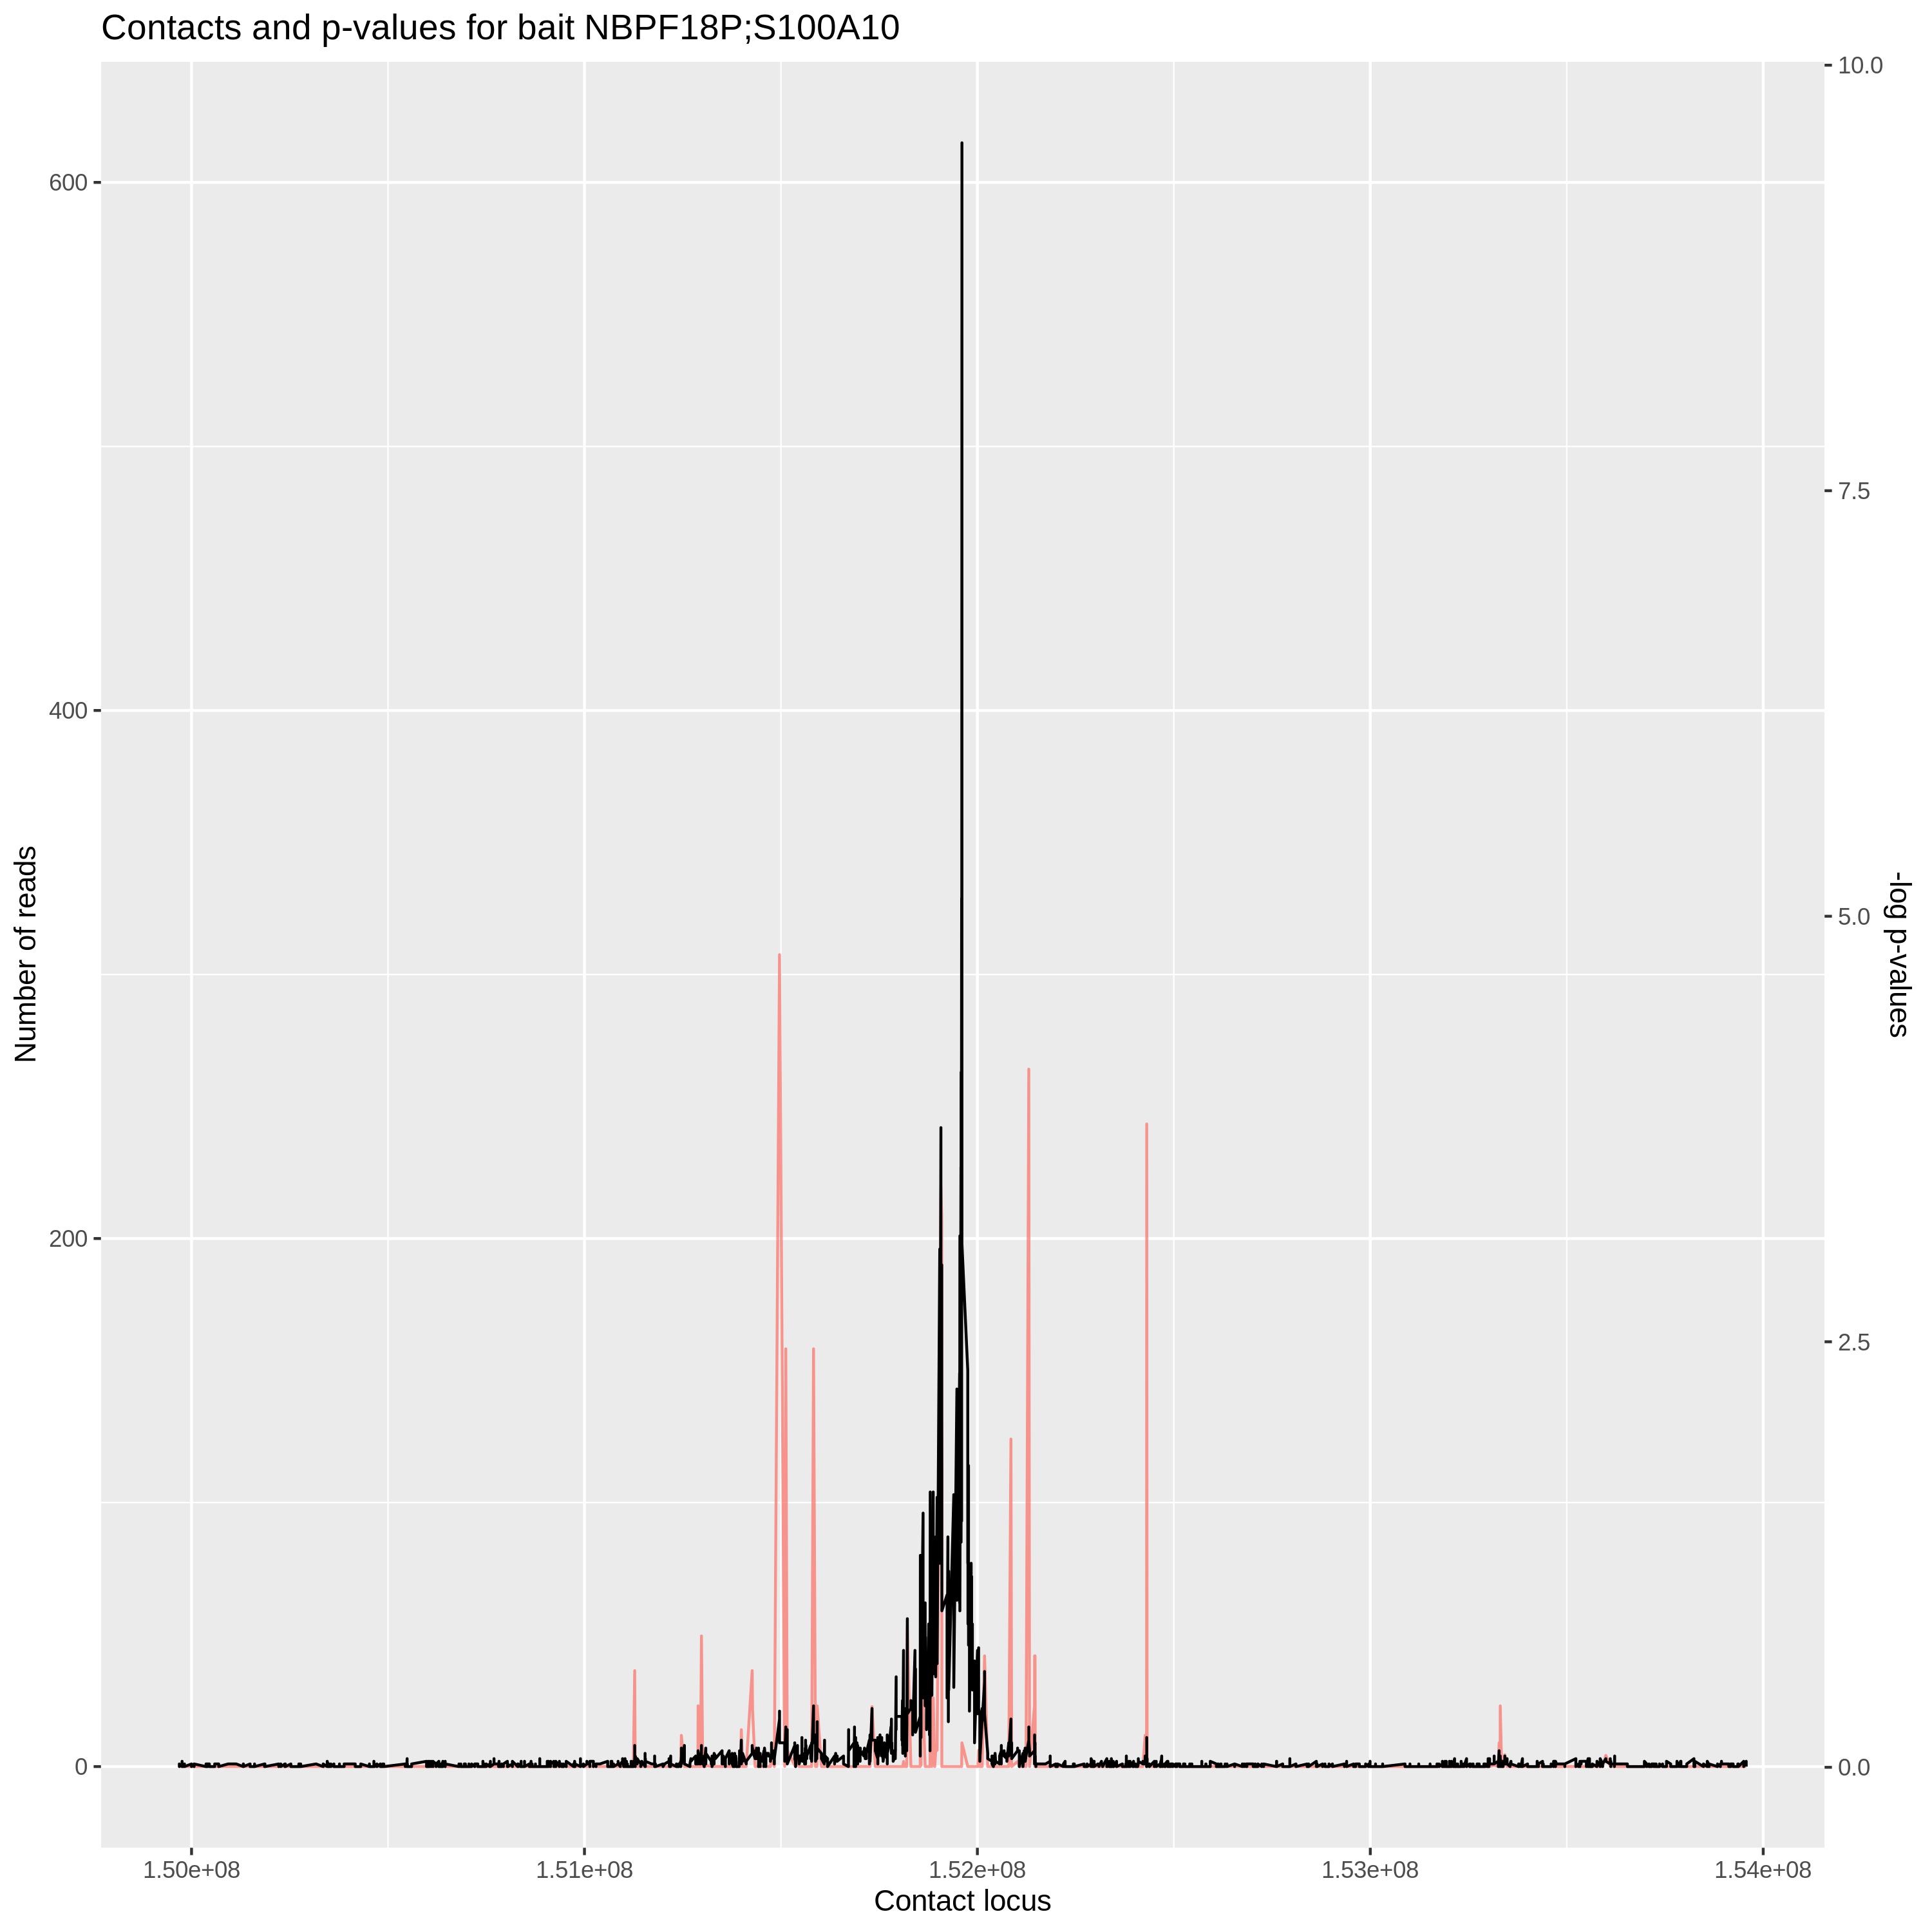 Contacts and p-values for bait NBPF18P;S100A10
10.0
600
7.5
400
5.0
Number of reads
-log p-values
200
2.5
0
0.0
1.50e+08
1.51e+08
1.52e+08
1.53e+08
1.54e+08
Contact locus